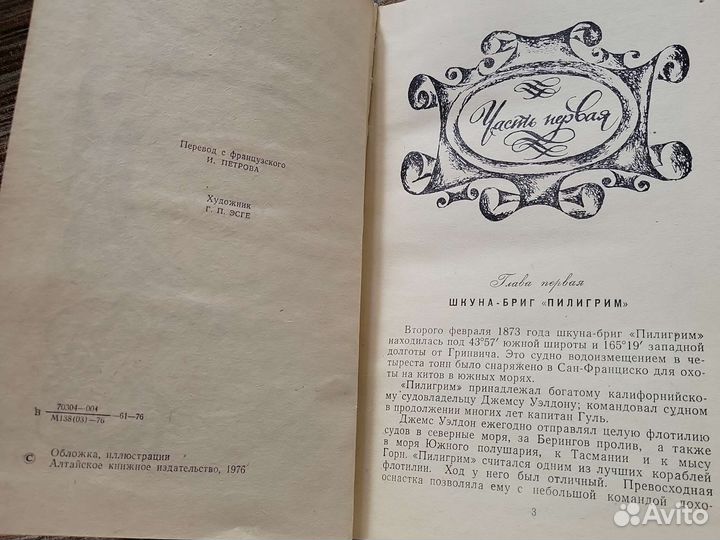 Перевод с французского
И. ПЕТРОВА
Художник
Г. П. ЭСГЕ
В 70304—004 —61—76
М138(03)—76
© Обложка, иллюстрации
Алтайское книжное издательство, 1976
Часть первая
Глава первая
ШКУНА-БРИГ «ПИЛИГРИМ»
Второго февраля 1873 года шкуна-бриг «Пилигрим»
находилась под 43°57′ южной широты и 165°19′ западной
долготы от Гринвича. Это судно водоизмещением в че-
тыреста тонн было снаряжено в Сан-Франциско для охо-
ты на китов в южных морях.
«Пилигрим» принадлежал богатому калифорнийско-
му судовладельцу Джемсу Уэлдону; командовал судном
в продолжении многих лет капитан Гуль.
Джемс Уэлдон ежегодно отправлял целую флотилию
судов в северные моря, за Берингов пролив, а также
в моря Южного полушария, к Тасмании и к мысу
Горн. «Пилигрим» считался одним из лучших кораблей
флотилии. Ход у него был отличный. Превосходная
оснастка позволяла ему с небольшой командой дохо-
3
Avito